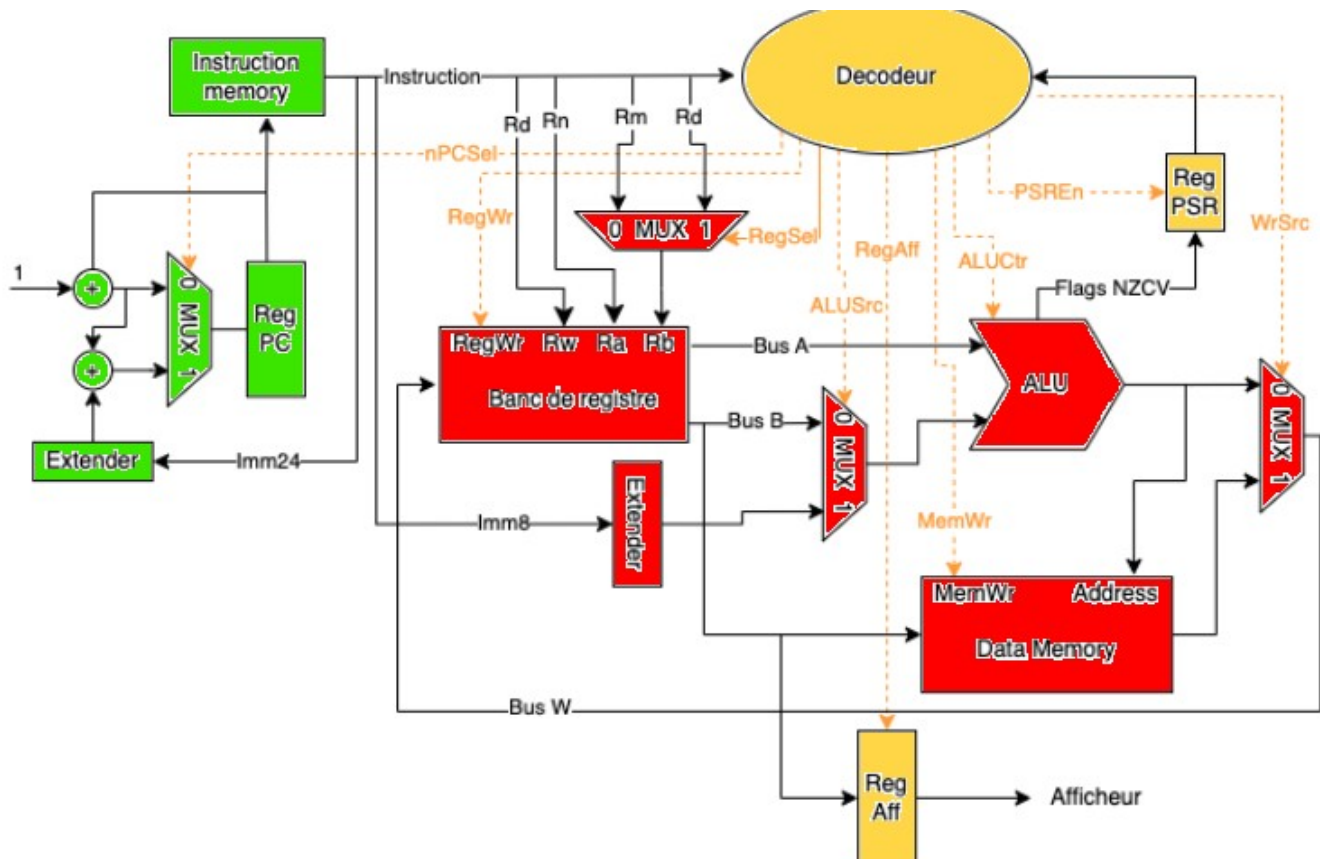 Instruction
memory
Instruction
Decodeur
Rd
Rn
Rm
Rd
nPCSel
PSREn
Reg
PSR
RegWr
0 MUX 1
RegSel
RegAff
ALUCtr
WrSrc
1
+
0 MUX 1
Reg
PC
Flags NZCV
ALUSrc
RegWr Rw Ra Rb
Banc de registre
Bus A
ALU
+
Bus B
0 MUX 1
0 MUX 1
Extender
Imm24
Imm8
Extender
MemWr
MemWr Address
Data Memory
Bus W
Reg
Aff
Afficheur